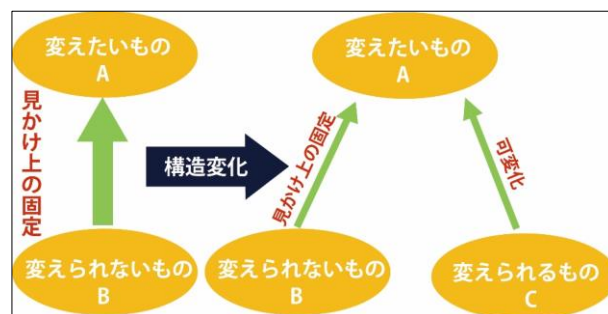 変えたいもの
A
見かけ上の固定
変えられないもの
B
構造変化
変えたいもの
A
見かけ上の固定
可変化
変えられないもの
B
変えられるもの
C